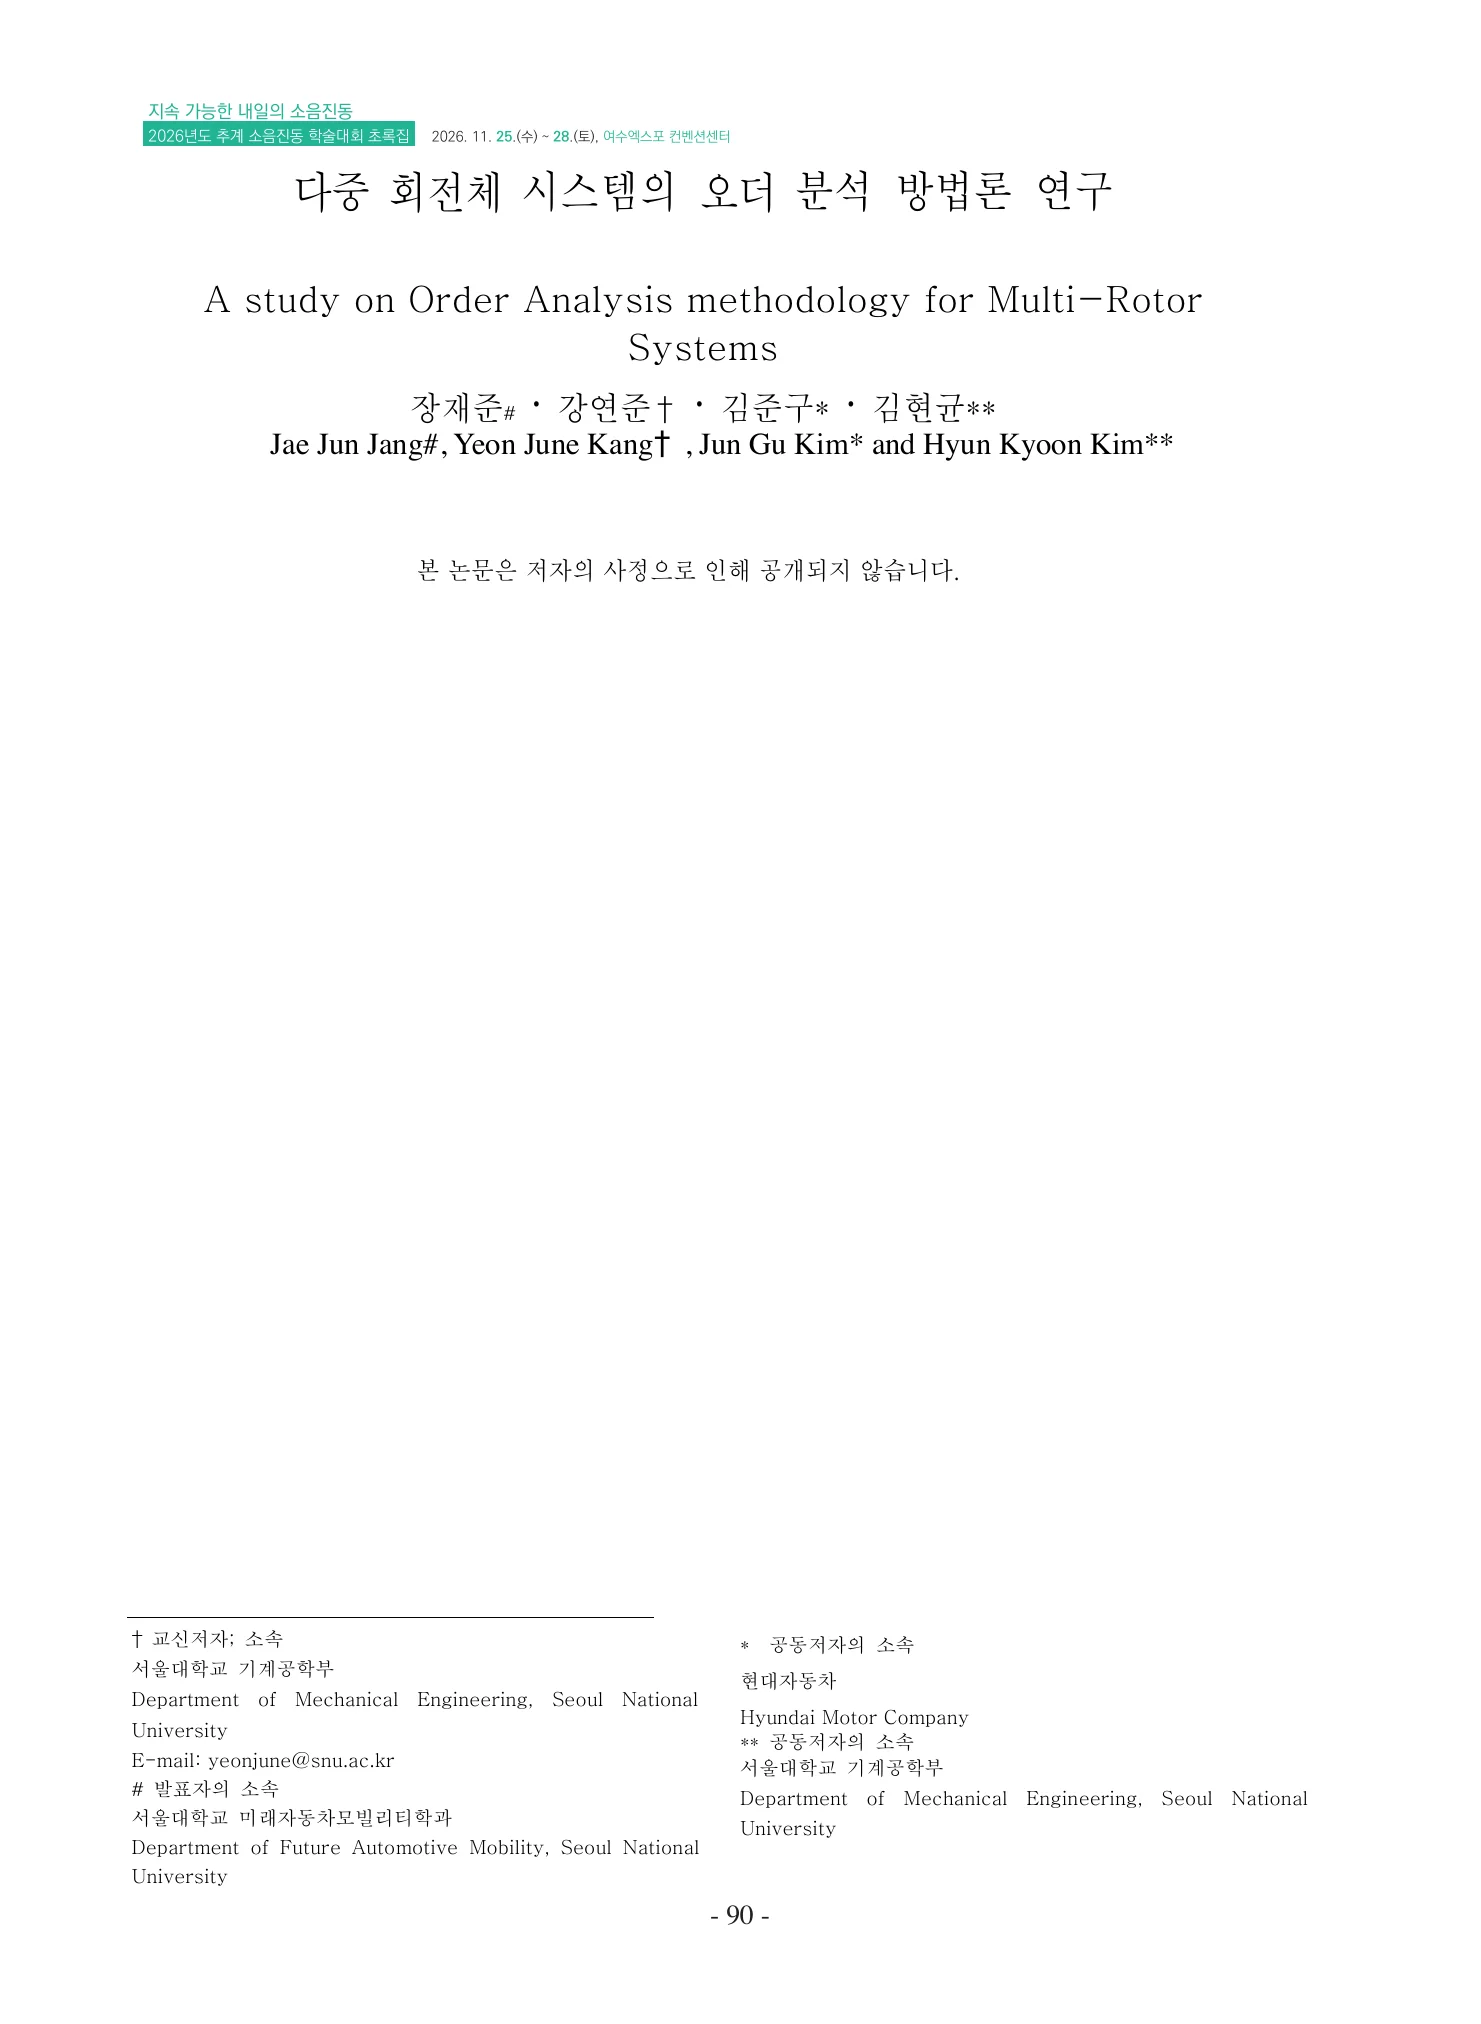 지속 가능한 내일의 소음진동
2026년도 추계 소음진동 학술대회 초록집 2026. 11. 25.(수) ~ 28.(토), 여수엑스포 컨벤션센터
다중 회전체 시스템의 오더 분석 방법론 연구
A study on Order Analysis methodology for Multi-Rotor
Systems
장재준# · 강연준† · 김준구* · 김현균**
Jae Jun Jang#, Yeon June Kang† , Jun Gu Kim* and Hyun Kyoon Kim**
본 논문은 저자의 사정으로 인해 공개되지 않습니다.
† 교신저자; 소속
서울대학교 기계공학부
Department of Mechanical Engineering, Seoul National
University
E-mail: yeonjune@snu.ac.kr
# 발표자의 소속
서울대학교 미래자동차모빌리티학과
Department of Future Automotive Mobility, Seoul National
University
* 공동저자의 소속
현대자동차
Hyundai Motor Company
** 공동저자의 소속
서울대학교 기계공학부
Department of Mechanical Engineering, Seoul National
University
- 90 -